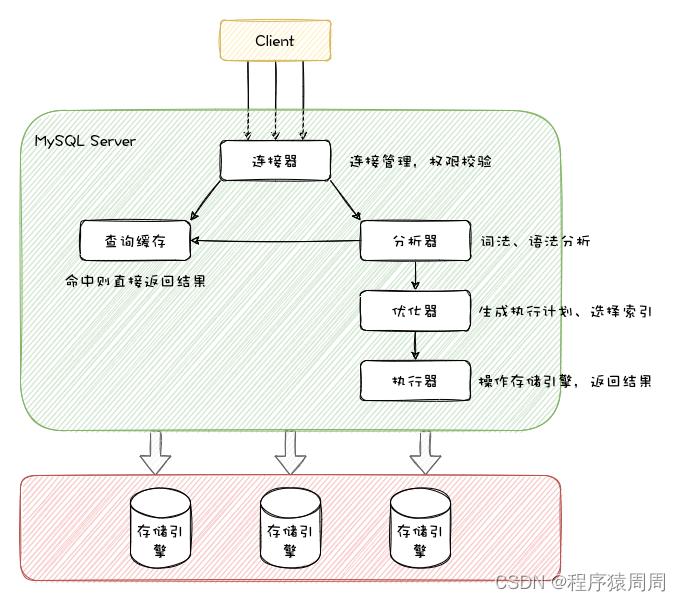 Client
MySQL Server
连接器
连接管理，权限校验
查询缓存
分析器
词法、语法分析
命中则直接返回结果
优化器
生成执行计划、选择索引
执行器
操作存储引擎，返回结果
存储引
擎
存储引
擎
存储引
擎
CSDN @程序猿周周